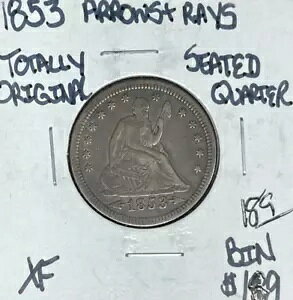 1853 ARROWS+ RAYS
TOTALLY SEATED
ORIGINAL QUARTER
1853
189
XF BIN
$189